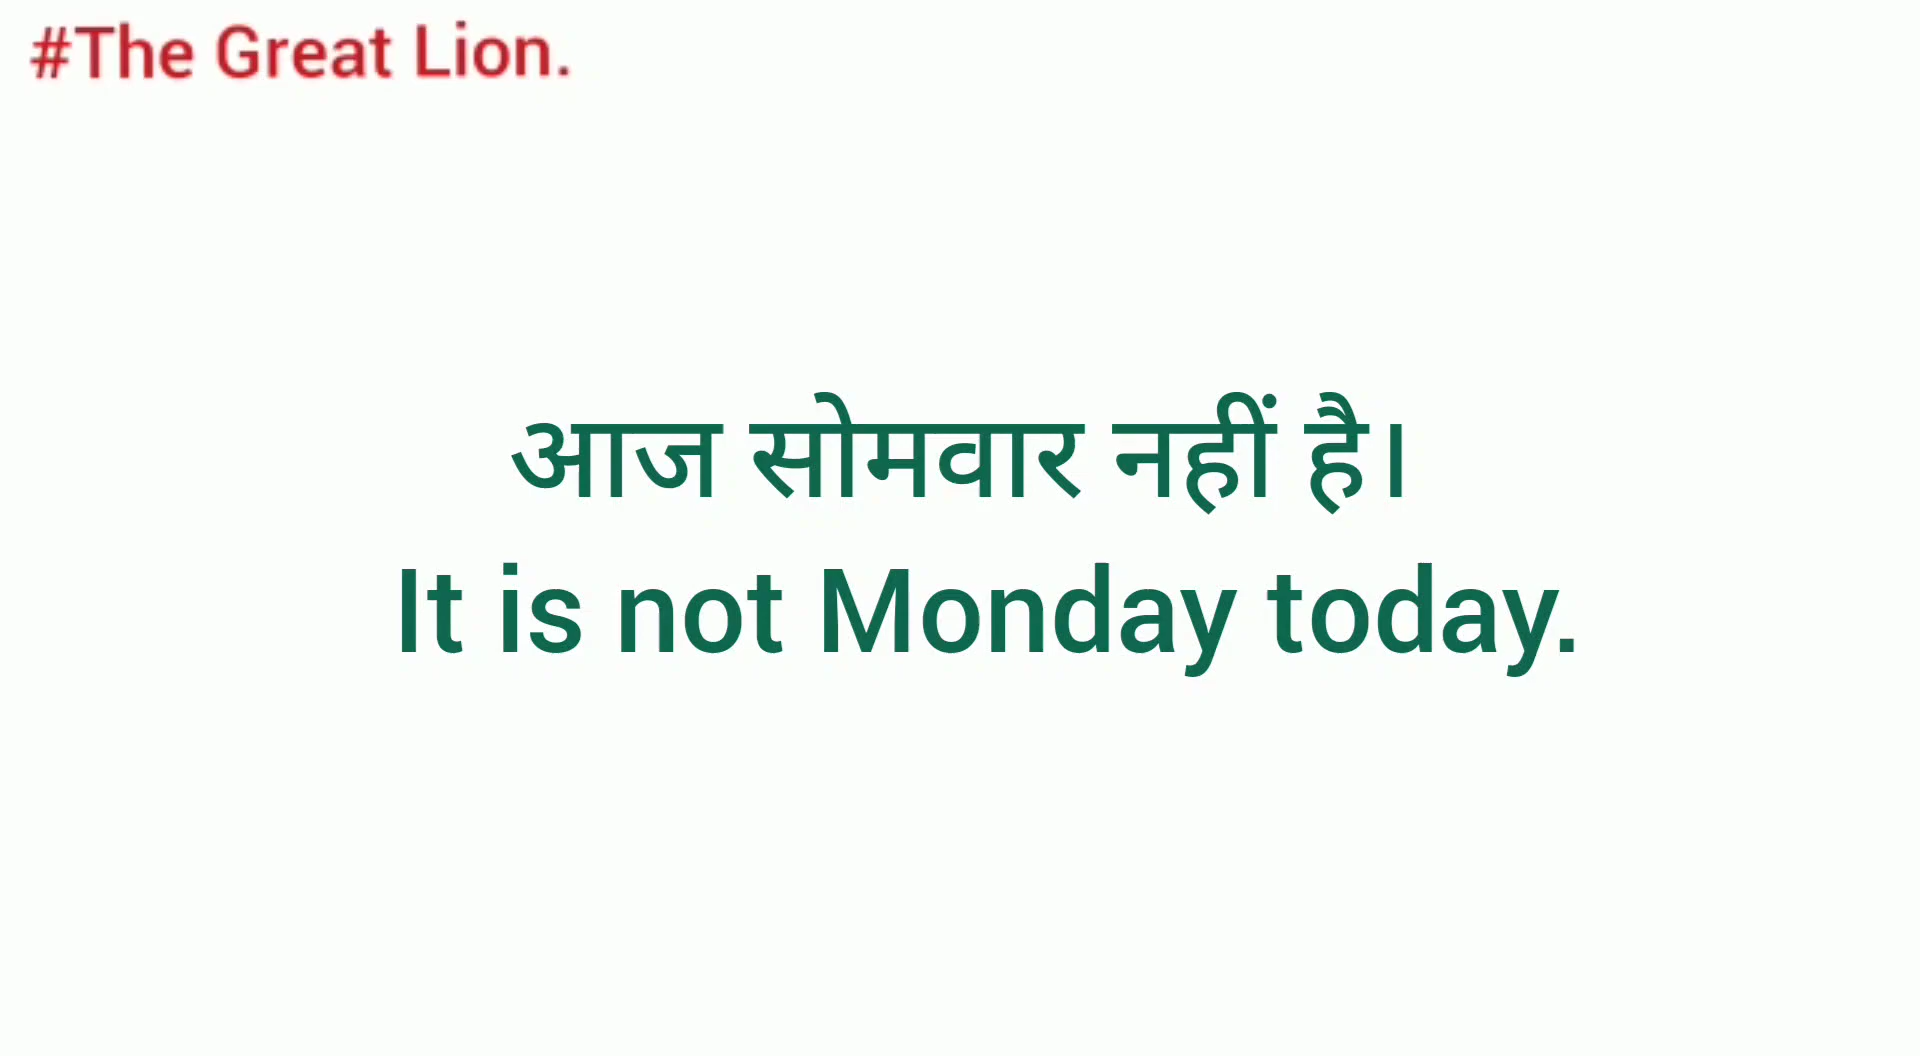 #The Great Lion.
आज सोमवार नहीं है।
It is not Monday today.